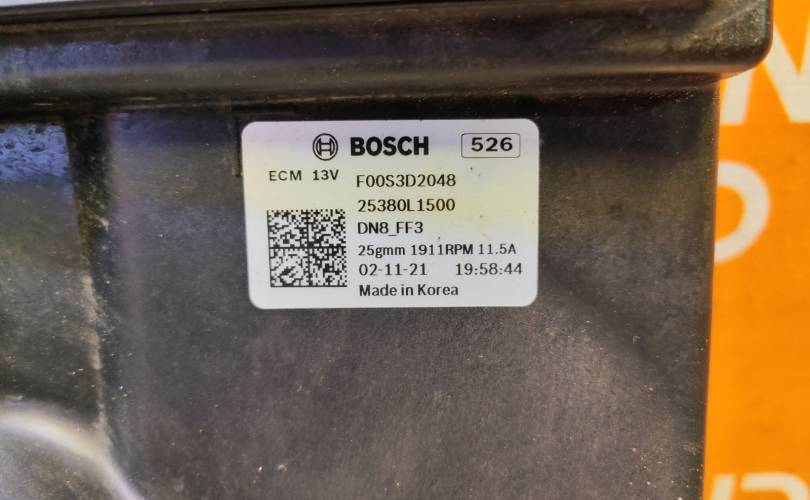 BOSCH 526
ECM 13V F00S3D2048
25380L1500
DN8_FF3
25gmm 1911RPM 11.5A
02-11-21 19:58:44
Made in Korea